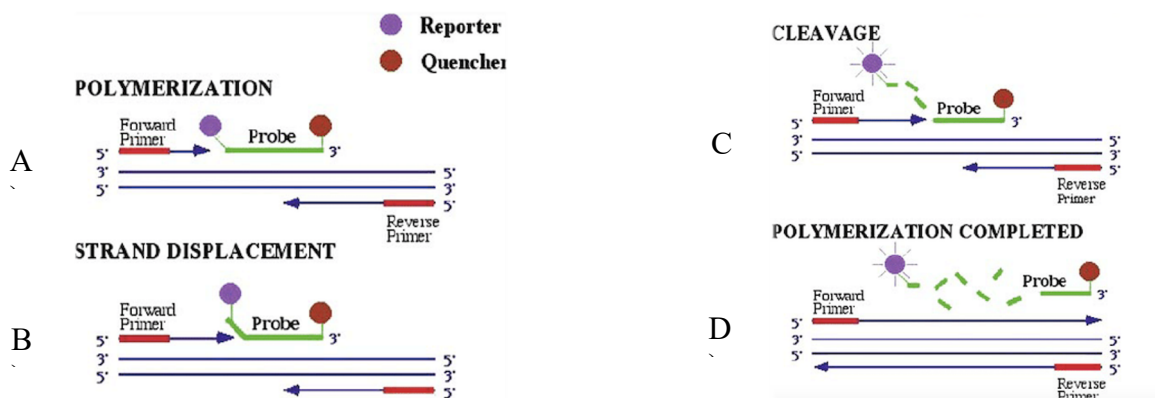 Reporter
Quencher
POLYMERIZATION
Forward
Primer
Probe
A
5' 3'
3' 5'
5' 3'
5'
Reverse
Primer
STRAND DISPLACEMENT
Forward
Primer
Probe
B
5' 3'
3' 5'
5' 3'
5'
CLEAVAGE
Forward
Primer
Probe
C
5' 3'
3' 5'
5' 3'
5'
Reverse
Primer
POLYMERIZATION COMPLETED
Probe
3'
Forward
Primer
D
5'
3' 5'
5' 3'
5'
Reverse
Primer